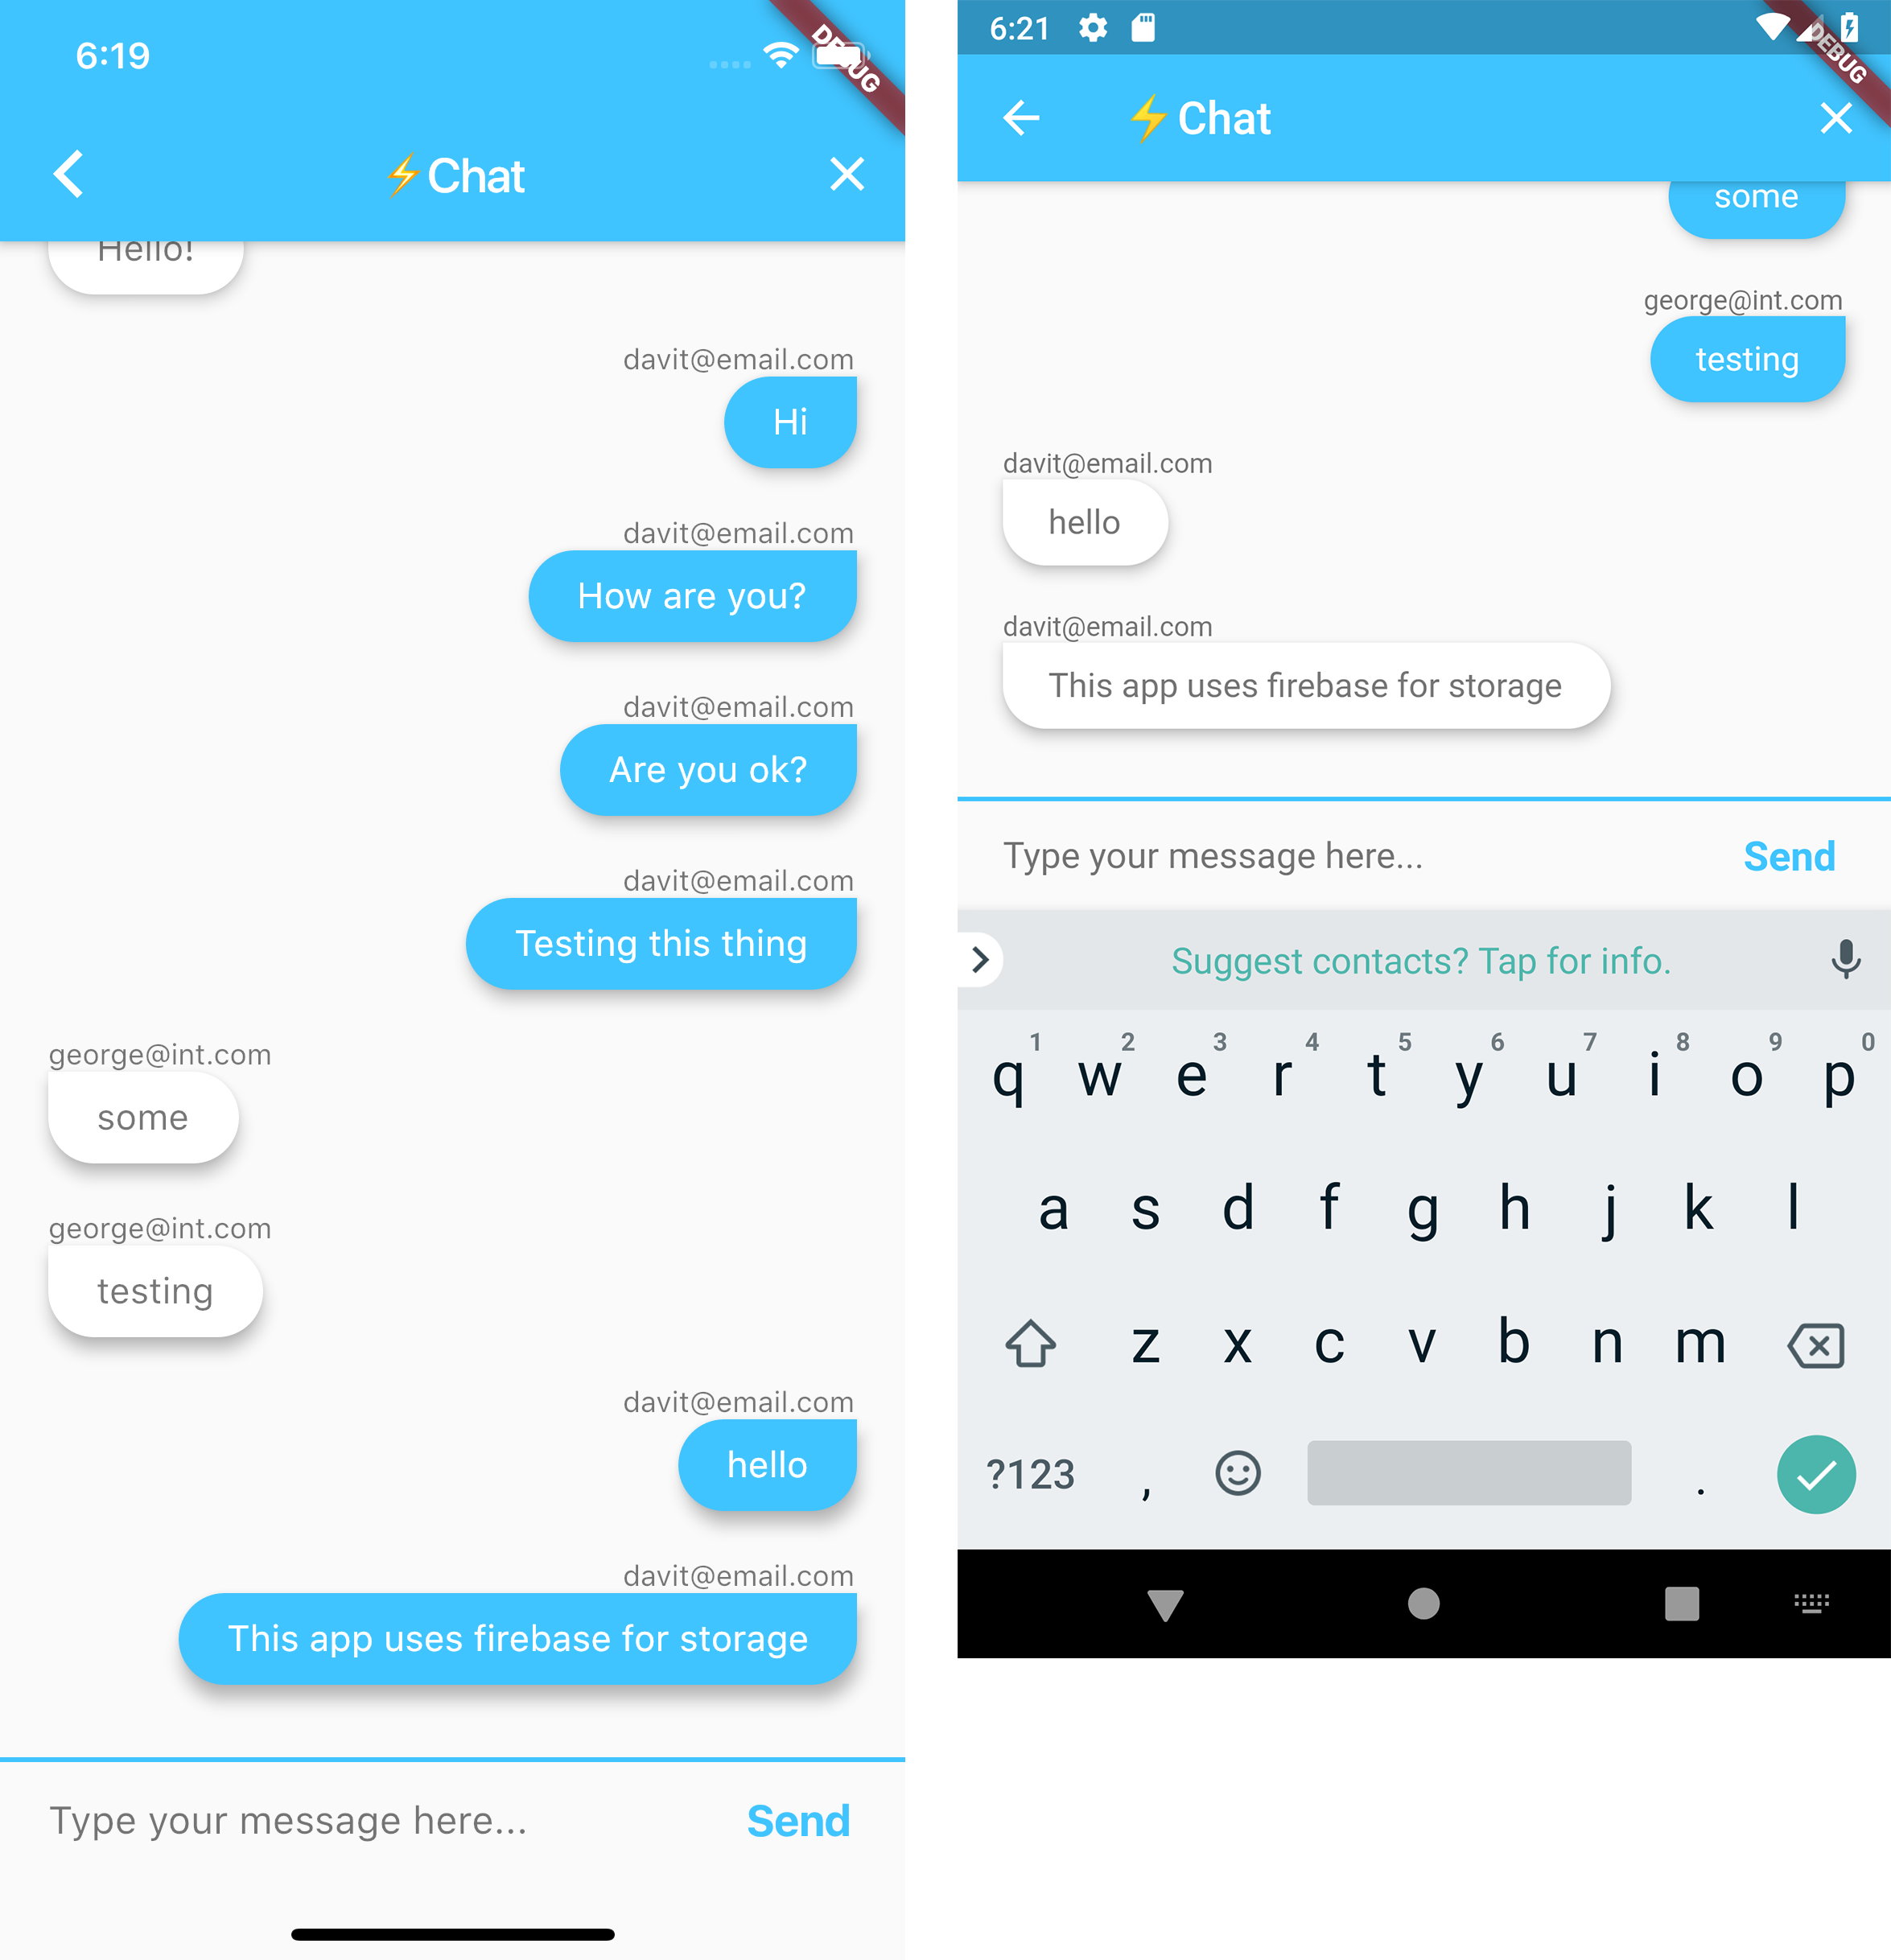 6:19
DEBUG
⚡Chat
Hello!
davit@email.com
Hi
davit@email.com
How are you?
davit@email.com
Are you ok?
davit@email.com
Testing this thing
george@int.com
some
george@int.com
testing
davit@email.com
hello
davit@email.com
This app uses firebase for storage
Type your message here...
Send
6:21
DEBUG
⚡Chat
some
george@int.com
testing
davit@email.com
hello
davit@email.com
This app uses firebase for storage
Type your message here...
Send
Suggest contacts? Tap for info.
1 2 3 4 5 6 7 8 9 0
q w e r t y u i o p
a s d f g h j k l
z x c v b n m
?123 , .